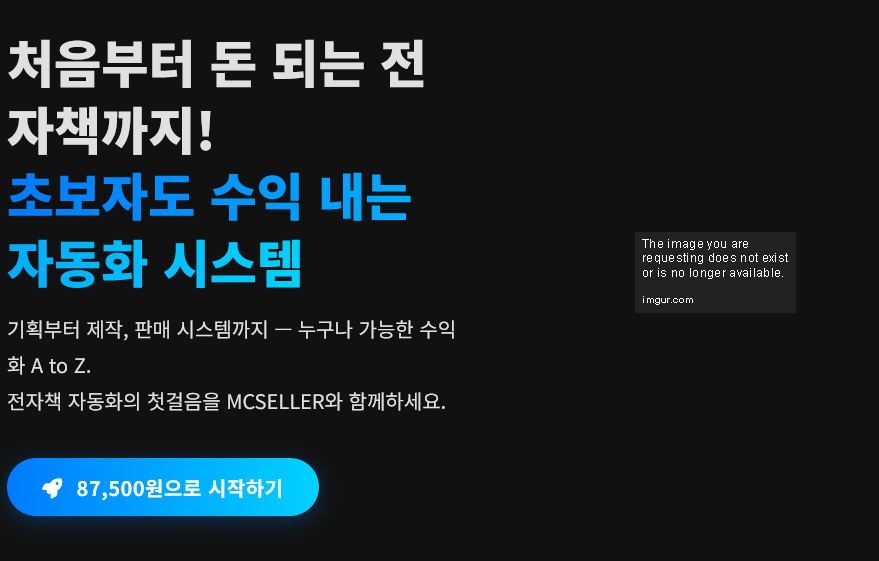 처음부터 돈 되는 전
자책까지!
초보자도 수익 내는
자동화 시스템
기획부터 제작, 판매 시스템까지 — 누구나 가능한 수익
화 A to Z.
전자책 자동화의 첫걸음을 MCSELLER와 함께하세요.
87,500원으로 시작하기
The image you are
requesting does not exist
or is no longer available.
imgur.com